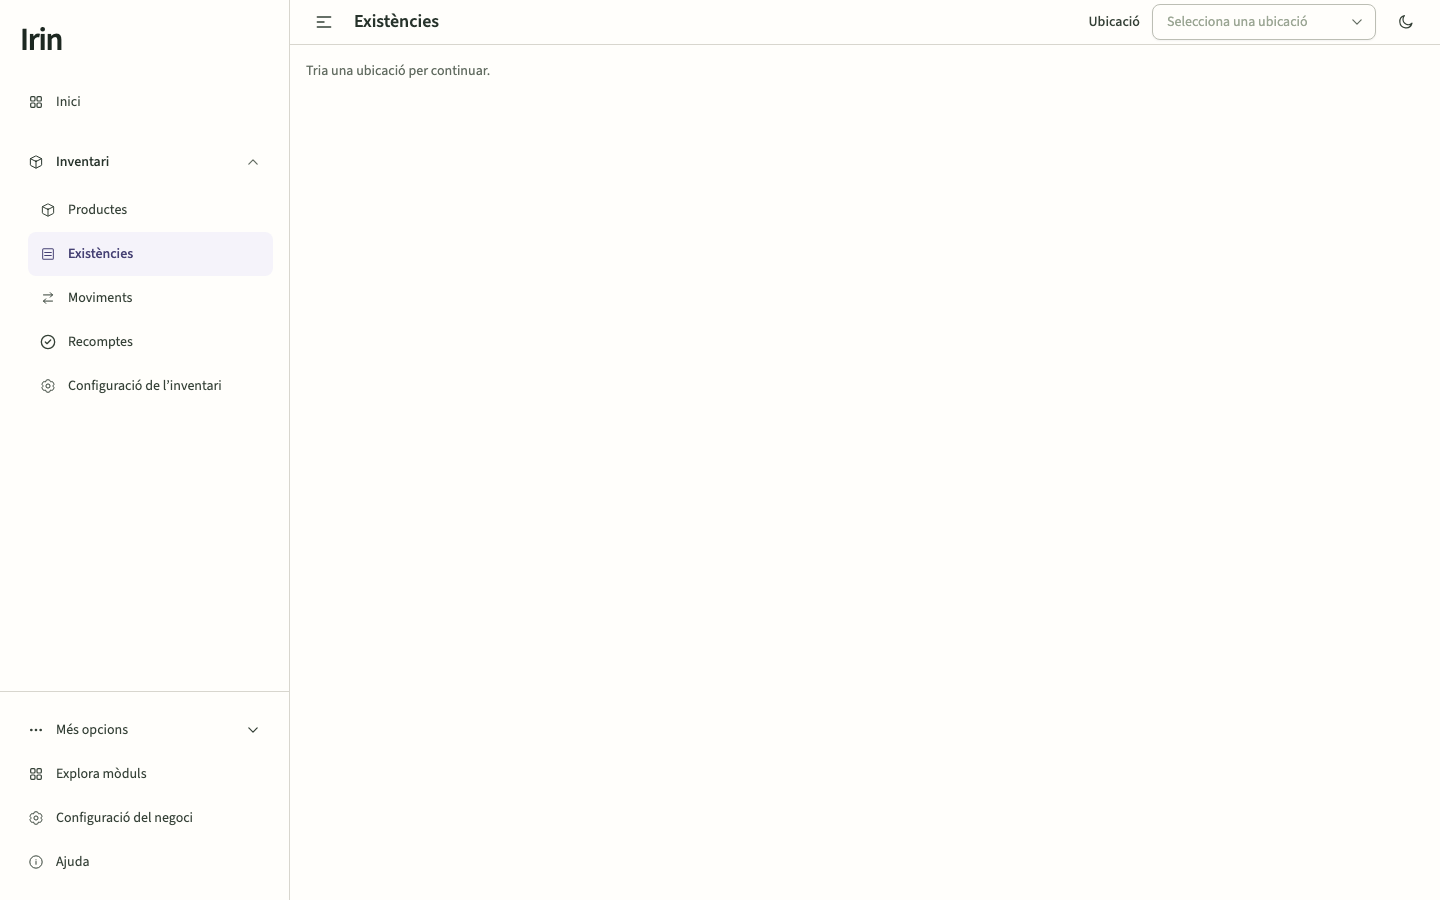 Irin
Inici
Inventari
Productes
Existències
Moviments
Recomptes
Configuració de l’inventari
Més opcions
Explora mòduls
Configuració del negoci
Ajuda
Existències
Ubicació
Selecciona una ubicació
Tria una ubicació per continuar.